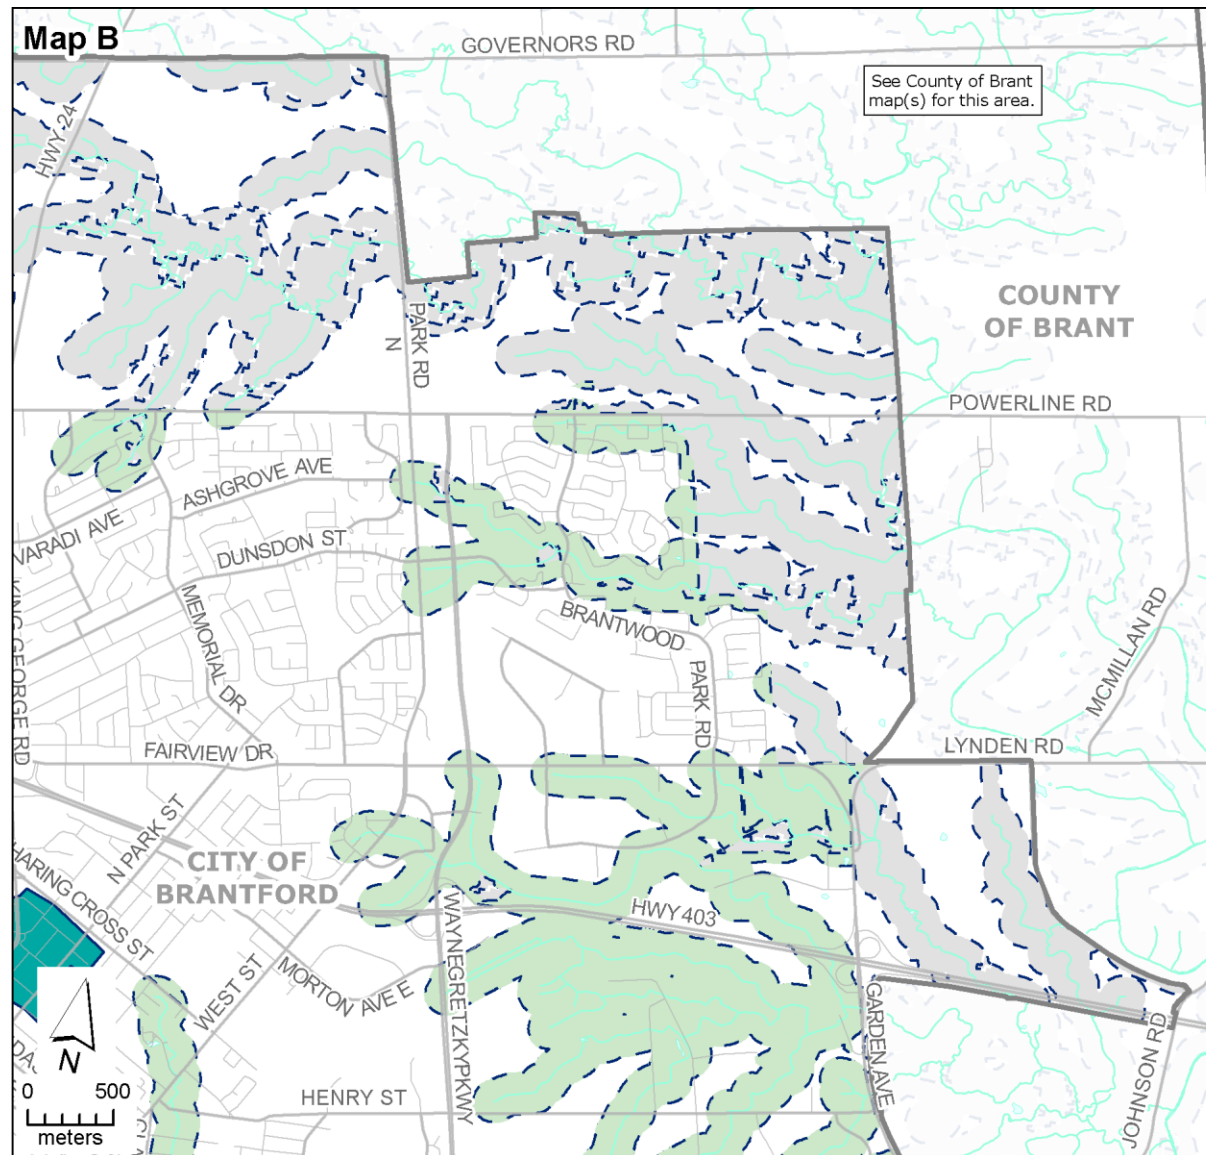 Map B
GOVERNORS RD
See County of Brant
map(s) for this area.
HWY 24
COUNTY
OF BRANT
PARK RD
N
POWERLINE RD
ASHGROVE AVE
VARADI AVE
DUNSDON ST
MEMORIAL DR
KING GEORGE RD
BRANTWOOD
PARK RD
MCMILLAN RD
FAIRVIEW DR
LYNDEN RD
N PARK ST
CITY OF
BRANTFORD
HARING CROSS ST
WEST ST
MORTON AVE E
WAYNEGRETZKYPKWY
HWY 403
GARDEN AVE
JOHNSON RD
HENRY ST
N
0 500
meters